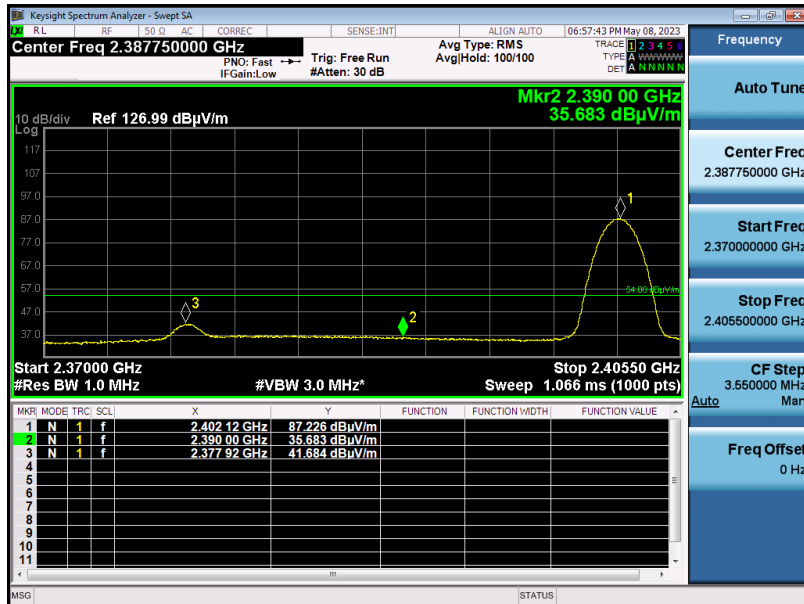 Keysight Spectrum Analyzer - Swept SA
LXI RL RF 50 Ω AC CORREC SENSE:INT ALIGN AUTO 06:57:43 PM May 08, 2023
Center Freq 2.387750000 GHz
PNO: Fast
IFGain:Low
Trig: Free Run
#Atten: 30 dB
Avg Type: RMS
Avg|Hold: 100/100
TRACE 1 2 3 4 5 6
TYPE A WWWWW
DET A N N N N N
Mkr2 2.390 00 GHz
35.683 dBµV/m
10 dB/div Ref 126.99 dBµV/m
Log
117
107
97.0
87.0
77.0
67.0
57.0
47.0
37.0
1
2
3
54.00 dBµV/m
Start 2.37000 GHz Stop 2.40550 GHz
#Res BW 1.0 MHz #VBW 3.0 MHz* Sweep 1.066 ms (1000 pts)
MKR MODE TRC SCL X Y FUNCTION FUNCTION WIDTH FUNCTION VALUE
1 N 1 f 2.402 12 GHz 87.226 dBµV/m
2 N 1 f 2.390 00 GHz 35.683 dBµV/m
3 N 1 f 2.377 92 GHz 41.684 dBµV/m
4
5
6
7
8
9
10
11
MSG STATUS
Frequency
Auto Tune
Center Freq
2.387750000 GHz
Start Freq
2.370000000 GHz
Stop Freq
2.405500000 GHz
CF Step
3.550000 MHz
Auto Man
Freq Offset
0 Hz